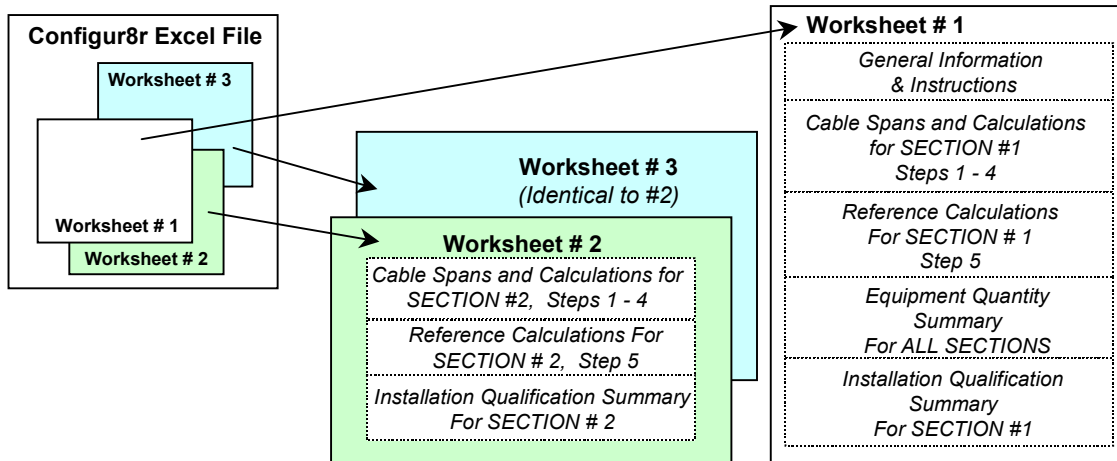 Configur8r Excel File
Worksheet # 3
Worksheet # 1
Worksheet # 2
Worksheet # 3
(Identical to #2)
Worksheet # 2
Cable Spans and Calculations for
SECTION #2, Steps 1 - 4
Reference Calculations For
SECTION # 2, Step 5
Installation Qualification Summary
For SECTION # 2
Worksheet # 1
General Information
& Instructions
Cable Spans and Calculations
for SECTION #1
Steps 1 - 4
Reference Calculations
For SECTION # 1
Step 5
Equipment Quantity
Summary
For ALL SECTIONS
Installation Qualification
Summary
For SECTION #1